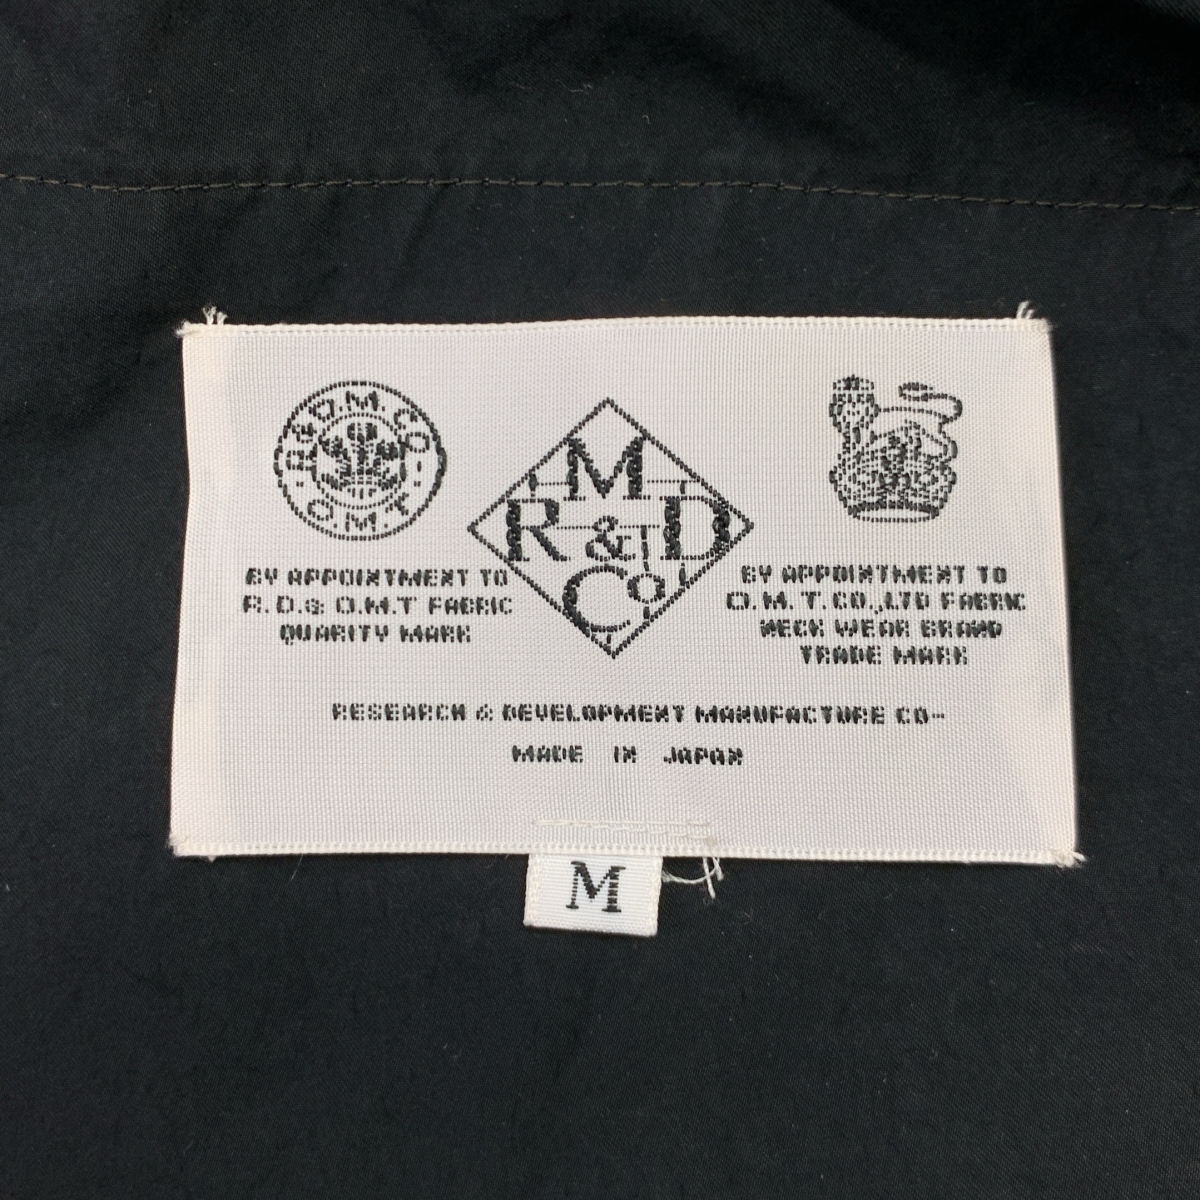 R&D.M.CO
-O.M.T-
M
R&D
Co
BY APPOINTMENT TO
R.D.& O.M.T FABRIC
QUARITY MARK
BY APPOINTMENT TO
O.M.T.CO.,LTD FABRIC
NECK WEAR BRAND
TRADE MARK
RESEARCH & DEVELOPMENT MANUFACTURE CO-
MADE IN JAPAN
M